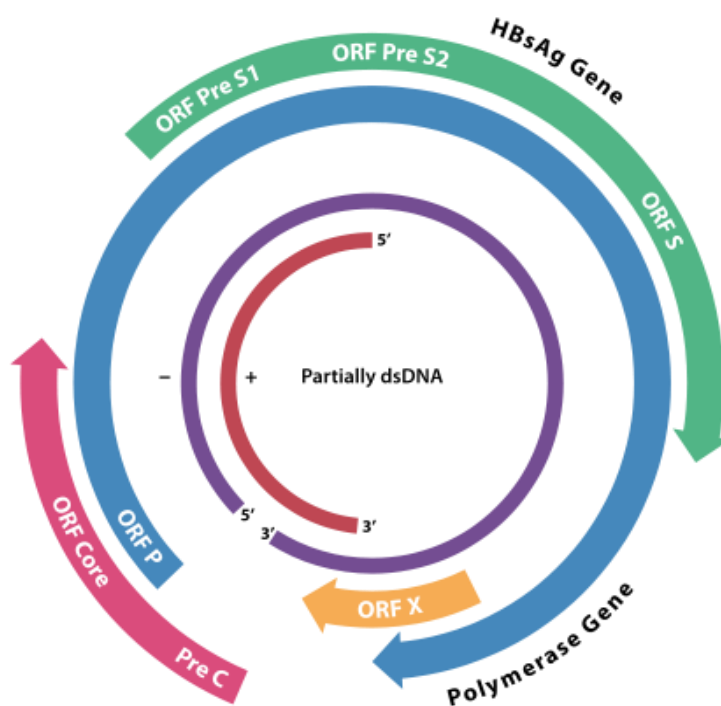 HBsAg Gene
ORF Pre S1
ORF Pre S2
ORF S
5'
− + Partially dsDNA
5'
3'
3'
ORF P
ORF Core
Pre C
ORF X
Polymerase Gene